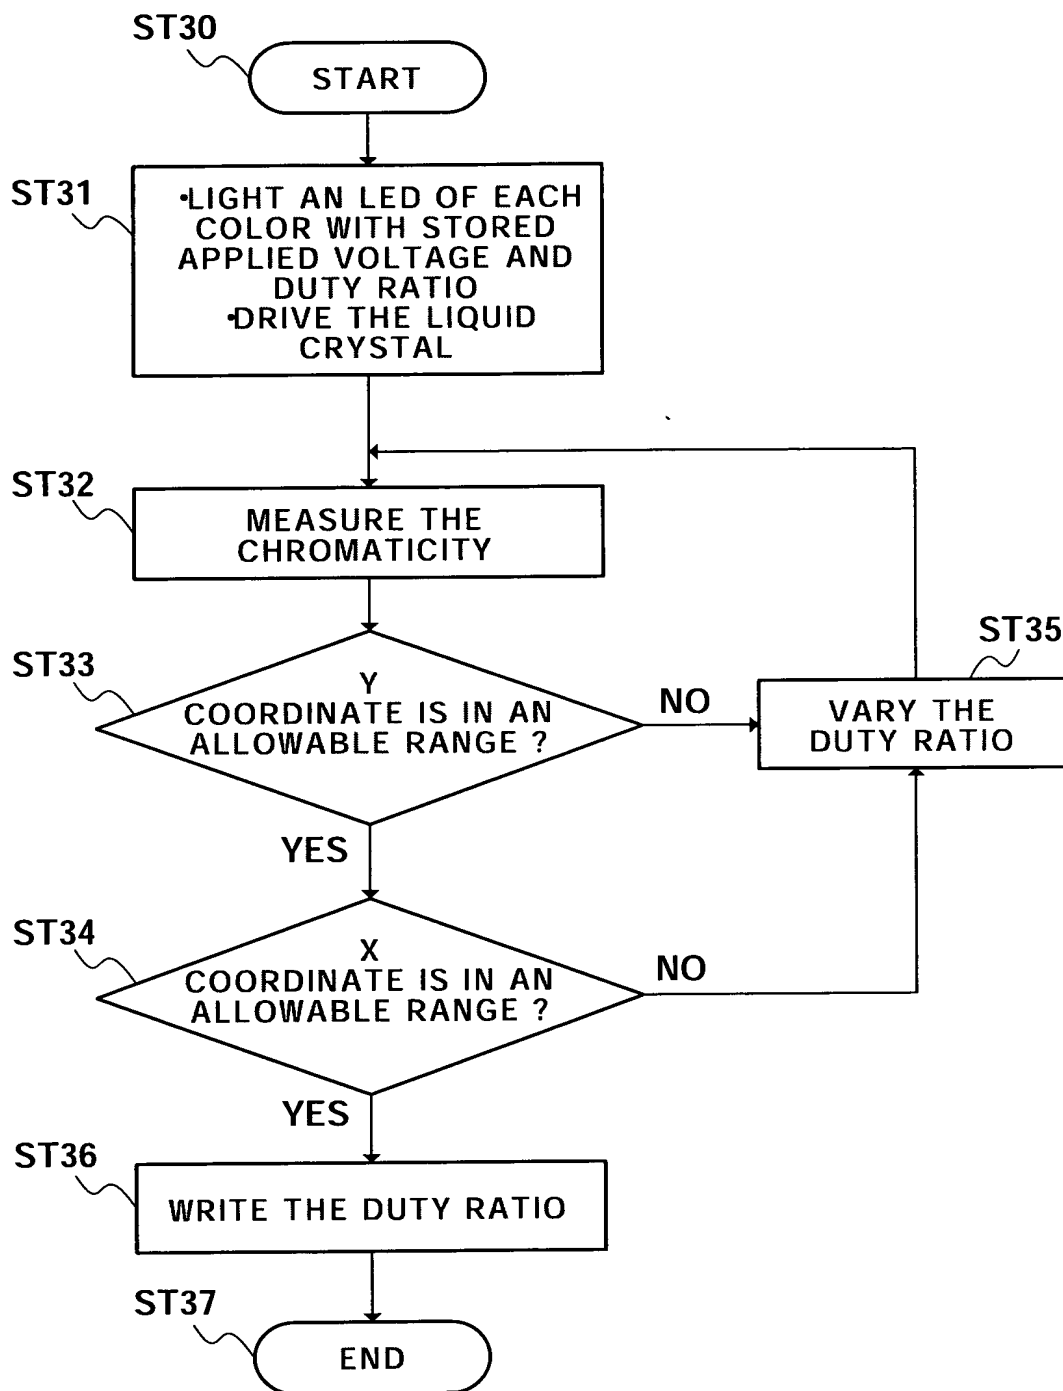 ST30
START
ST31
•LIGHT AN LED OF EACH
COLOR WITH STORED
APPLIED VOLTAGE AND
DUTY RATIO
•DRIVE THE LIQUID
CRYSTAL
ST32
MEASURE THE
CHROMATICITY
ST33
Y
COORDINATE IS IN AN
ALLOWABLE RANGE ?
NO
ST35
VARY THE
DUTY RATIO
YES
ST34
X
COORDINATE IS IN AN
ALLOWABLE RANGE ?
NO
YES
ST36
WRITE THE DUTY RATIO
ST37
END